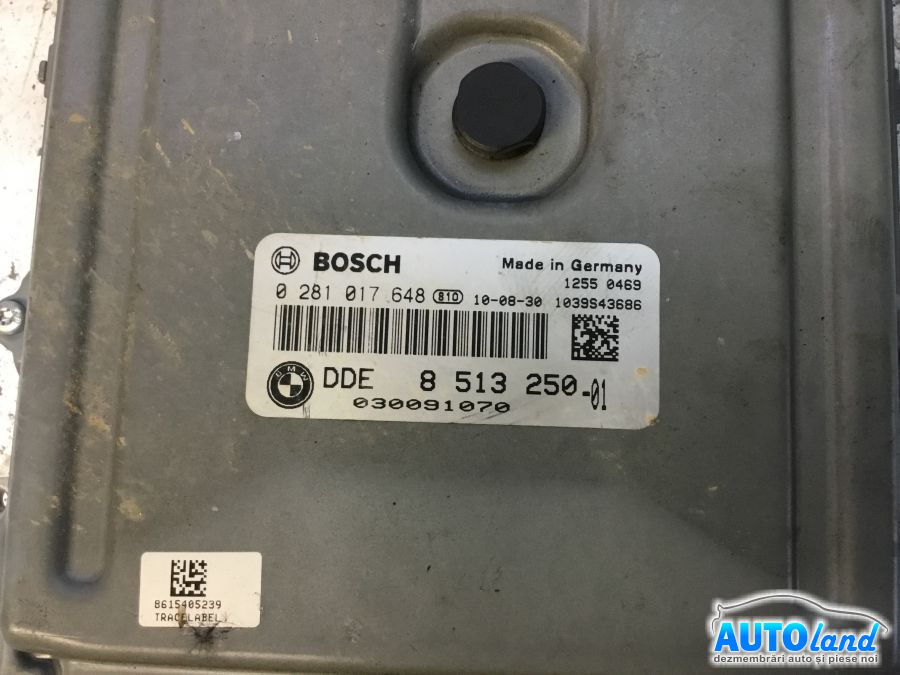 BOSCH Made in Germany
1255 0469
0 281 017 648 810 10-08-30 1039S43686
BMW DDE 8 513 250-01
030091070
8615405239
TRACELABEL
AUTOland
dezmembrări auto și piese noi